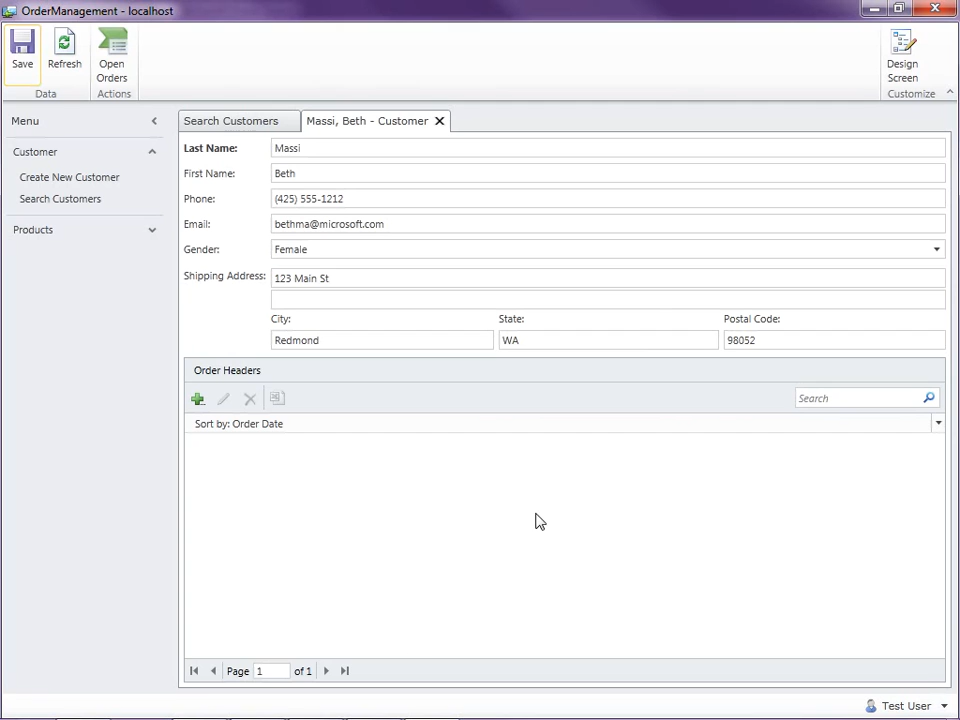 OrderManagement - localhost
Save
Refresh
Open Orders
Design Screen
Data
Actions
Customize
Menu
Search Customers
Massi, Beth - Customer
Customer
Create New Customer
Search Customers
Products
Last Name: Massi
First Name: Beth
Phone: (425) 555-1212
Email: bethma@microsoft.com
Gender: Female
Shipping Address: 123 Main St
City: State: Postal Code:
Redmond WA 98052
Order Headers
Search
Sort by: Order Date
Page 1 of 1
Test User